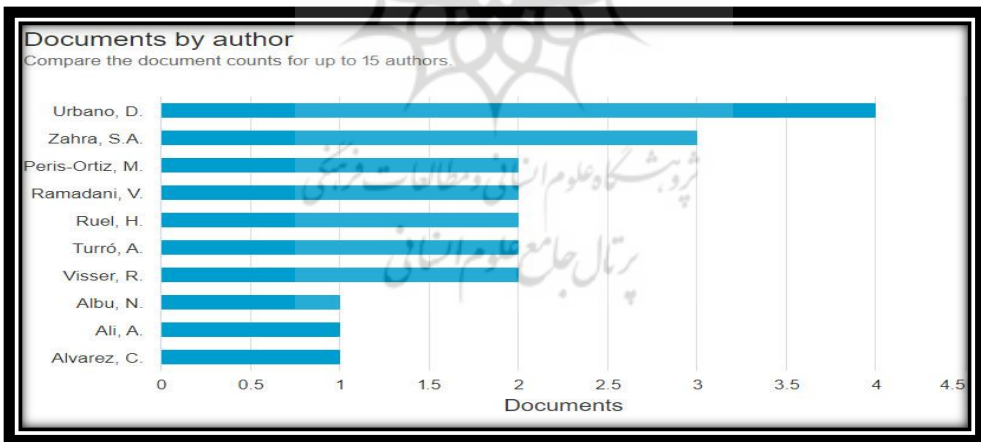 Documents by author
Compare the document counts for up to 15 authors.
Urbano, D.
Zahra, S.A.
Peris-Ortiz, M.
Ramadani, V.
Ruel, H.
Turró, A.
Visser, R.
Albu, N.
Ali, A.
Alvarez, C.
0 0.5 1 1.5 2 2.5 3 3.5 4 4.5
Documents
پژوهشگاه علوم انسانی و مطالعات فرهنگی
پرتال جامع علوم انسانی